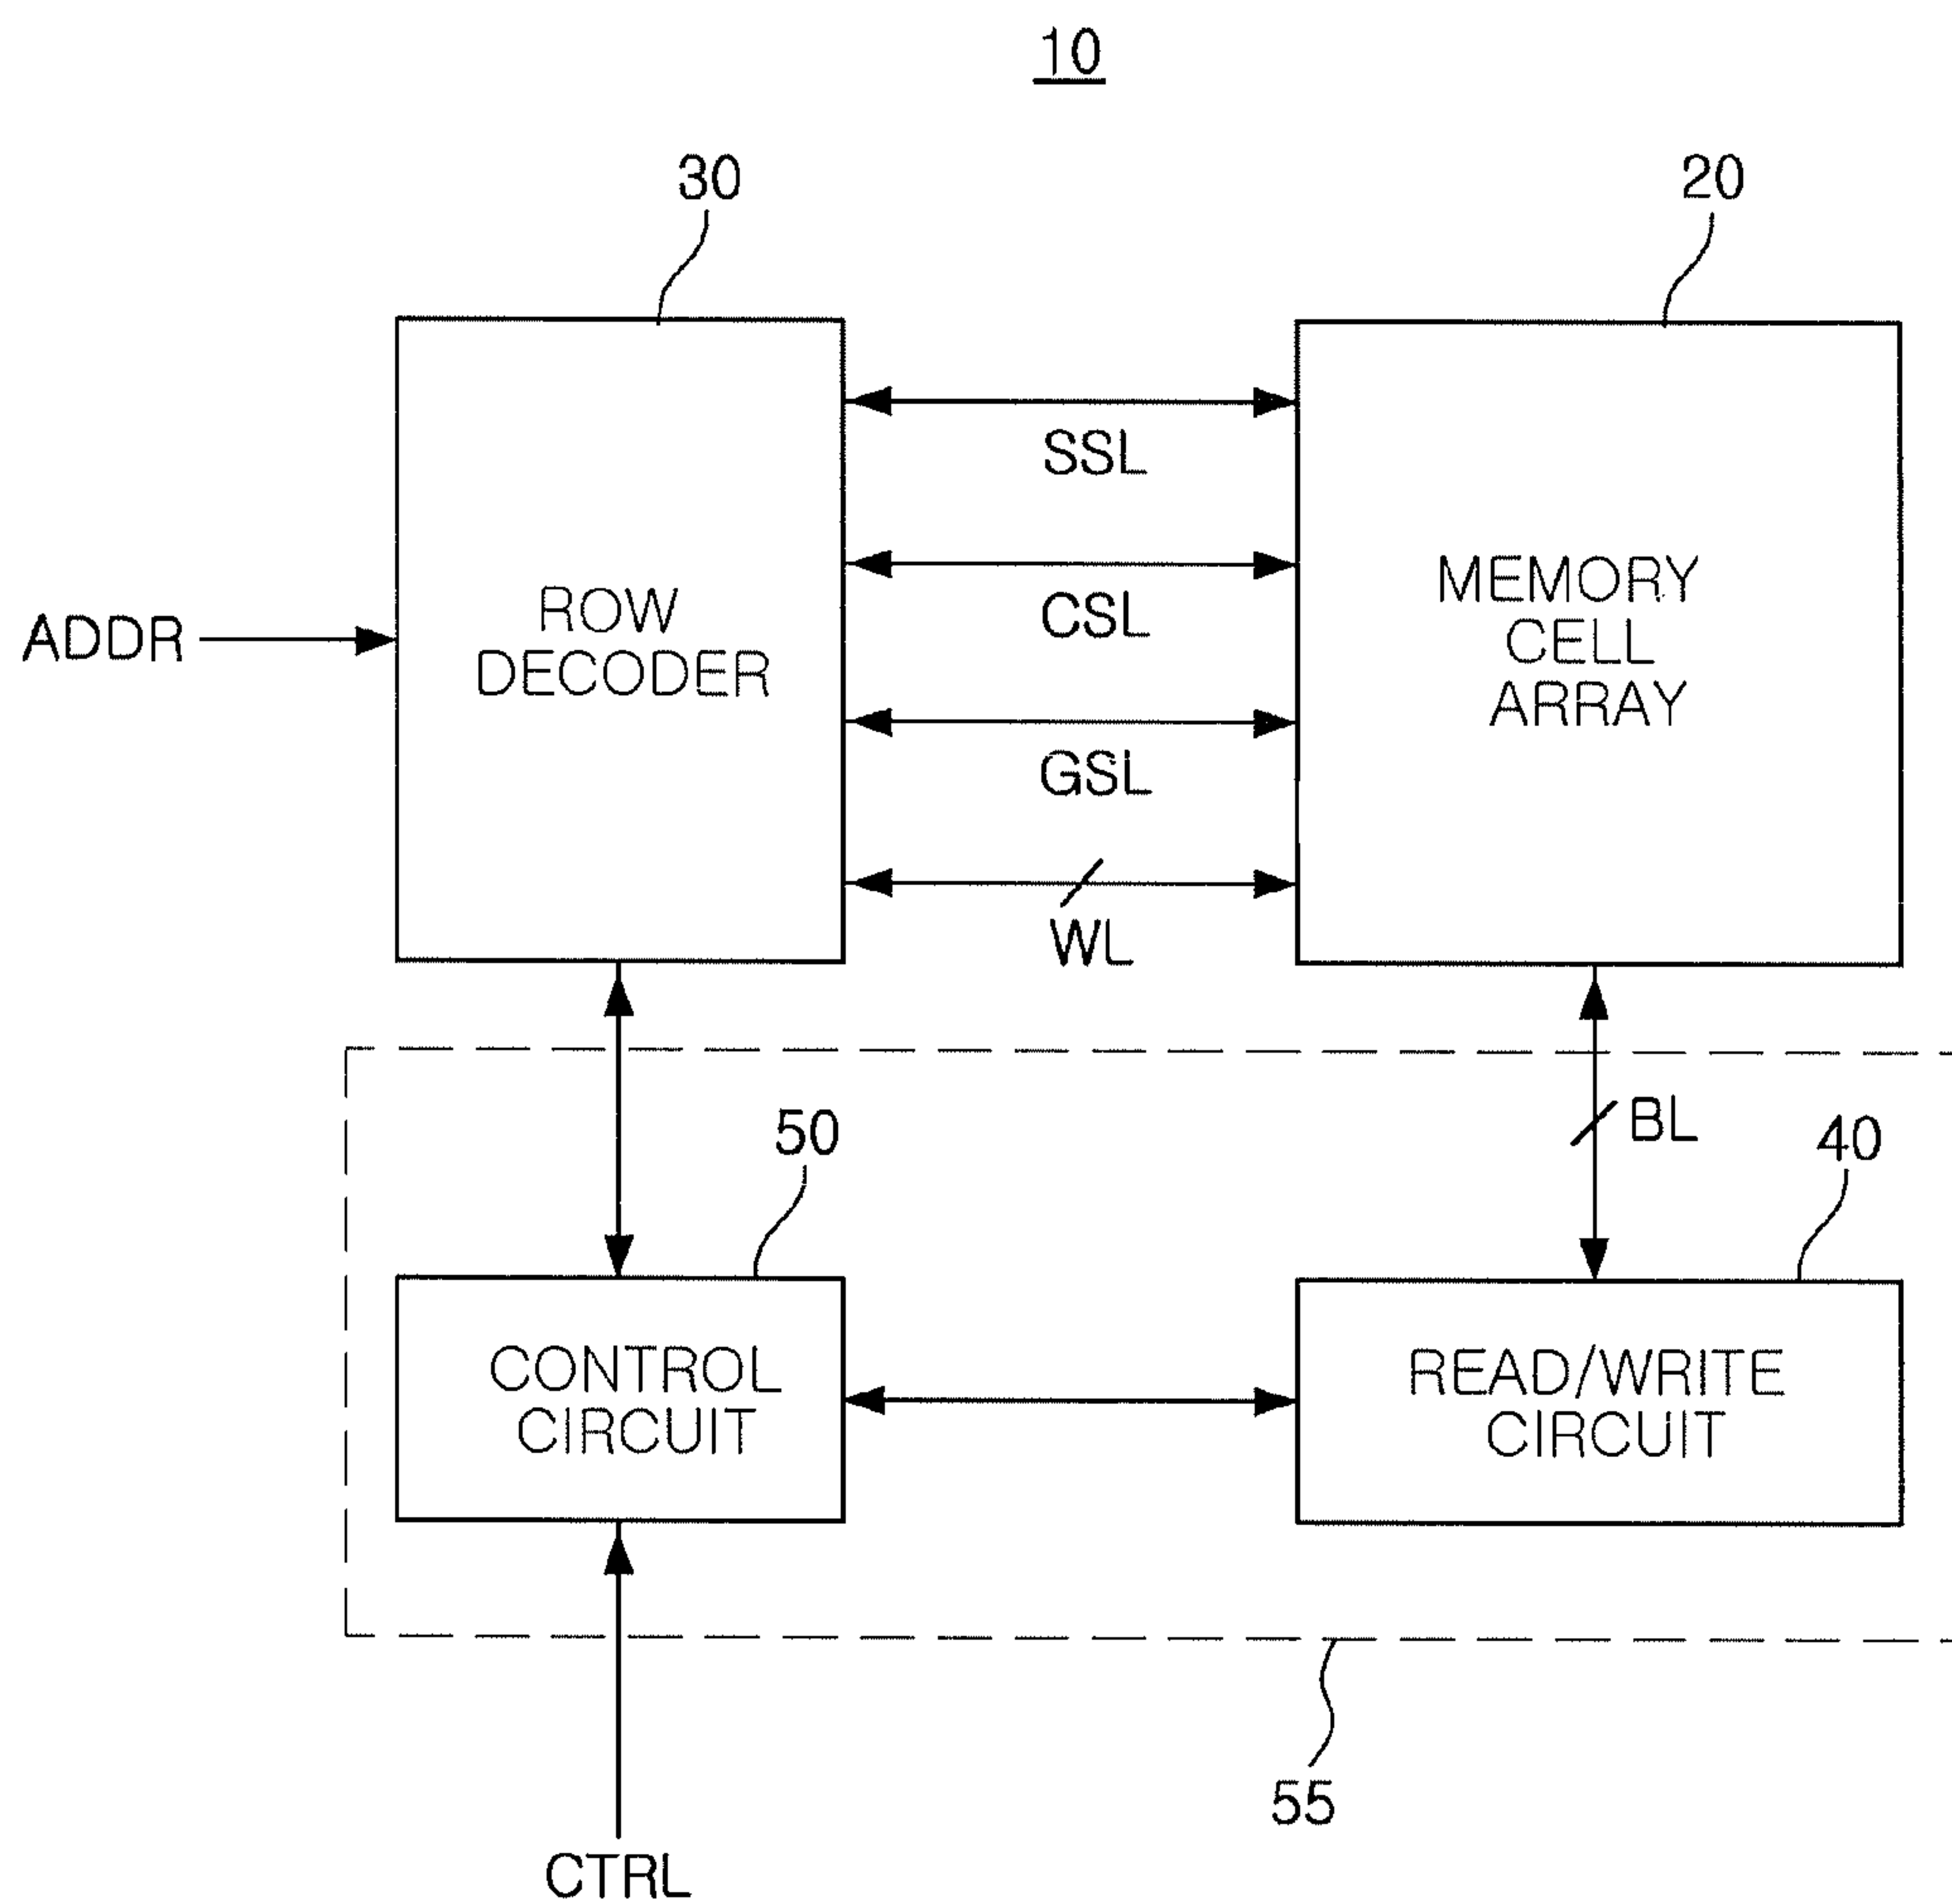 10
30
20
SSL
CSL
GSL
WL
ADDR
ROW
DECODER
MEMORY
CELL
ARRAY
50
BL
40
CONTROL
CIRCUIT
READ/WRITE
CIRCUIT
55
CTRL